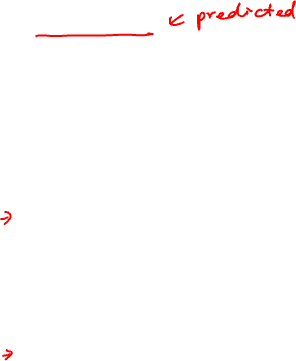 ← predicted
→
→